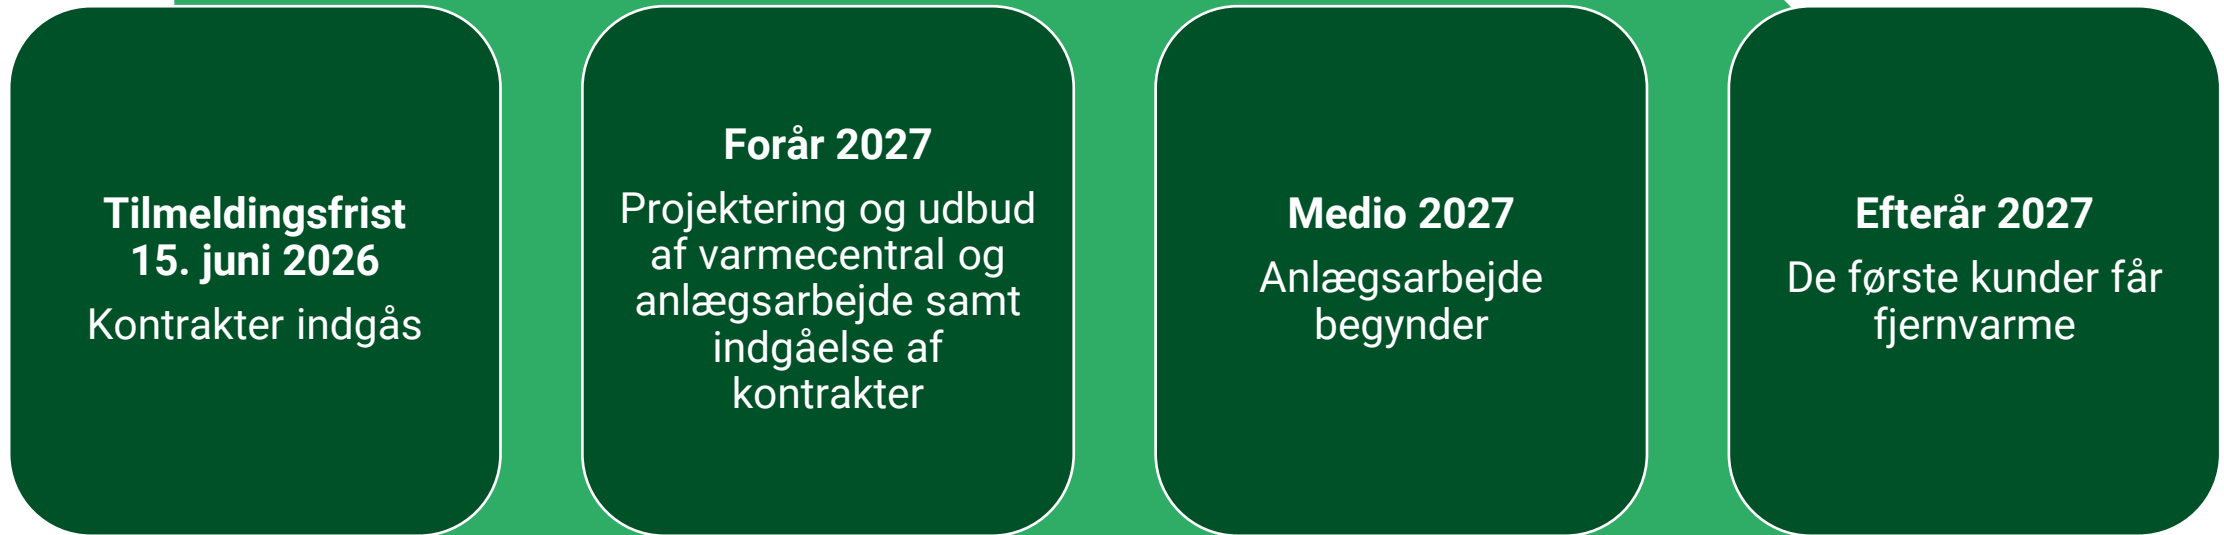 Tilmeldingsfrist
15. juni 2026
Kontrakter indgås
Forår 2027
Projektering og udbud
af varmecentral og
anlægsarbejde samt
indgåelse af
kontrakter
Medio 2027
Anlægsarbejde
begynder
Efterår 2027
De første kunder får
fjernvarme